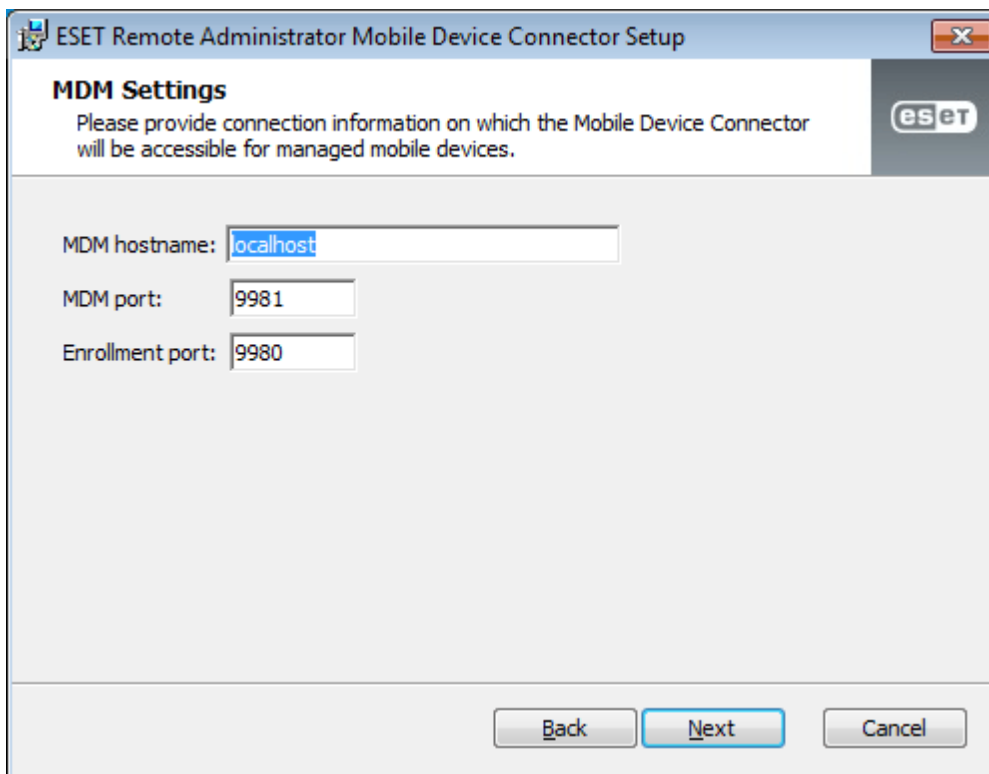 ESET Remote Administrator Mobile Device Connector Setup
MDM Settings
Please provide connection information on which the Mobile Device Connector
will be accessible for managed mobile devices.
eseT
MDM hostname: localhost
MDM port: 9981
Enrollment port: 9980
Back Next Cancel